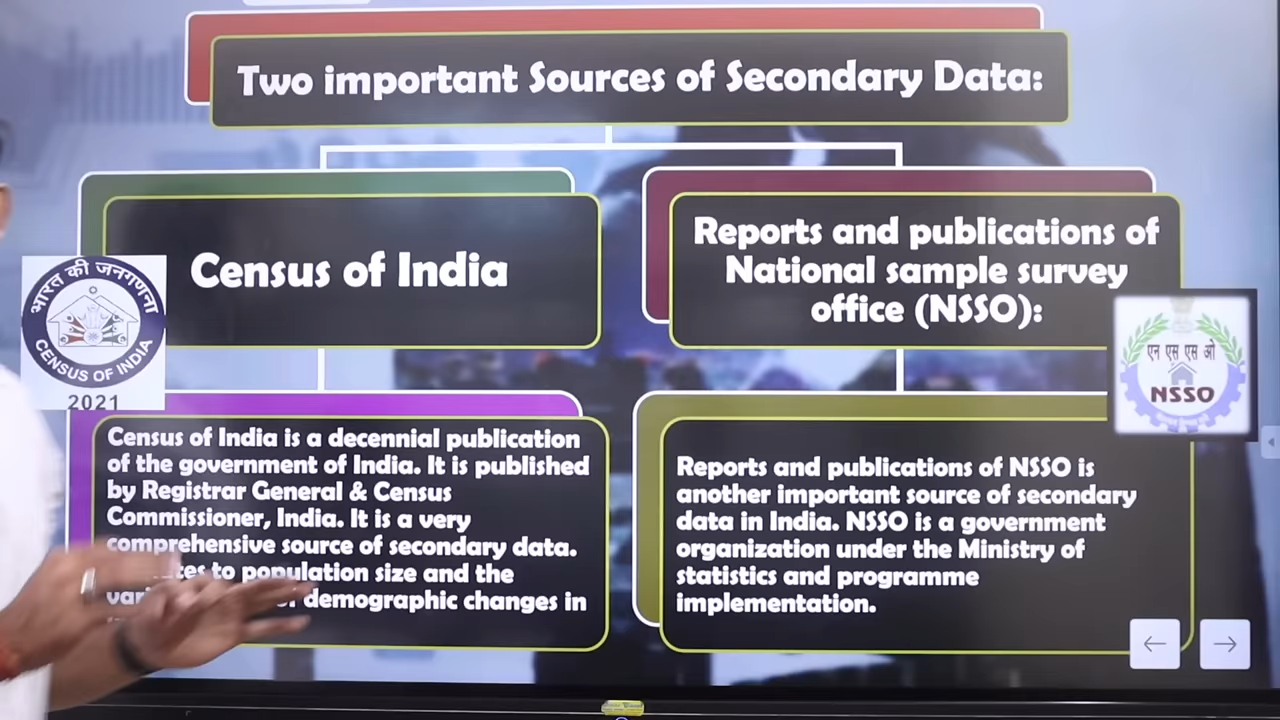 Two important Sources of Secondary Data:
Census of India
Reports and publications of
National sample survey
office (NSSO):
भारत की जनगणना
CENSUS OF INDIA
2021
एन एस एस ओ
NSSO
Census of India is a decennial publication
of the government of India. It is published
by Registrar General & Census
Commissioner, India. It is a very
comprehensive source of secondary data.
to population size and the
demographic changes in
Reports and publications of NSSO is
another important source of secondary
data in India. NSSO is a government
organization under the Ministry of
statistics and programme
implementation.